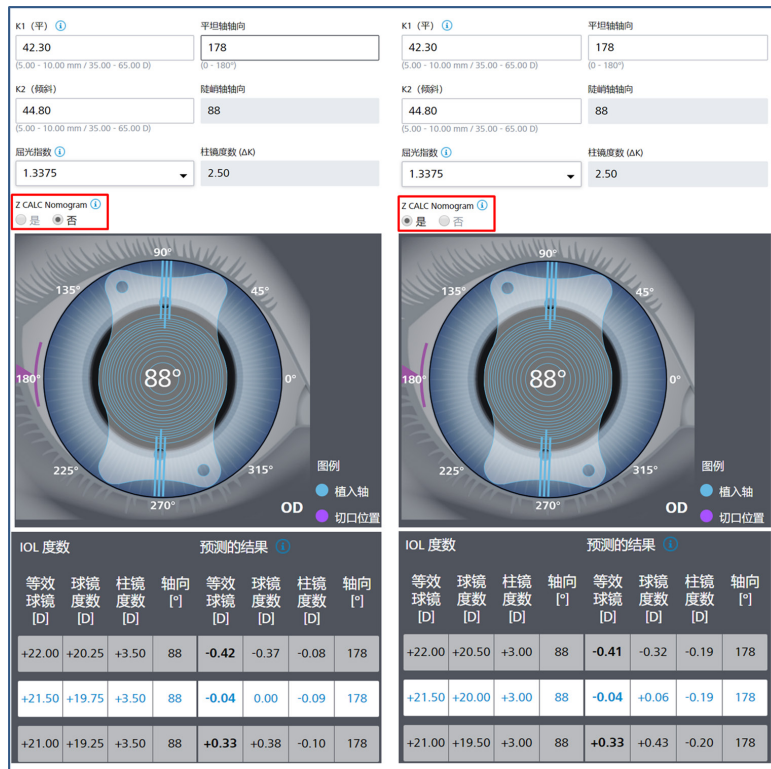 K1（平） 平坦轴轴向
42.30 178
(5.00 - 10.00 mm / 35.00 - 65.00 D) (0 - 180°)
K2（倾斜） 陡峭轴轴向
44.80 88
(5.00 - 10.00 mm / 35.00 - 65.00 D)
屈光指数 柱镜度数 (ΔK)
1.3375 2.50
Z CALC Nomogram
是 否
90°
135° 45°
88°
180° 0°
225° 315°
270°
OD
图例
植入轴
切口位置
IOL 度数 预测的结果
等效球镜[D] 球镜度数[D] 柱镜度数[D] 轴向[°] 等效球镜[D] 球镜度数[D] 柱镜度数[D] 轴向[°]
+22.00 +20.25 +3.50 88 -0.42 -0.37 -0.08 178
+21.50 +19.75 +3.50 88 -0.04 0.00 -0.09 178
+21.00 +19.25 +3.50 88 +0.33 +0.38 -0.10 178
K1（平） 平坦轴轴向
42.30 178
(5.00 - 10.00 mm / 35.00 - 65.00 D) (0 - 180°)
K2（倾斜） 陡峭轴轴向
44.80 88
(5.00 - 10.00 mm / 35.00 - 65.00 D)
屈光指数 柱镜度数 (ΔK)
1.3375 2.50
Z CALC Nomogram
是 否
90°
135° 45°
88°
180° 0°
225° 315°
270°
OD
图例
植入轴
切口位置
IOL 度数 预测的结果
等效球镜[D] 球镜度数[D] 柱镜度数[D] 轴向[°] 等效球镜[D] 球镜度数[D] 柱镜度数[D] 轴向[°]
+22.00 +20.50 +3.00 88 -0.41 -0.32 -0.19 178
+21.50 +20.00 +3.00 88 -0.04 +0.06 -0.19 178
+21.00 +19.50 +3.00 88 +0.33 +0.43 -0.20 178